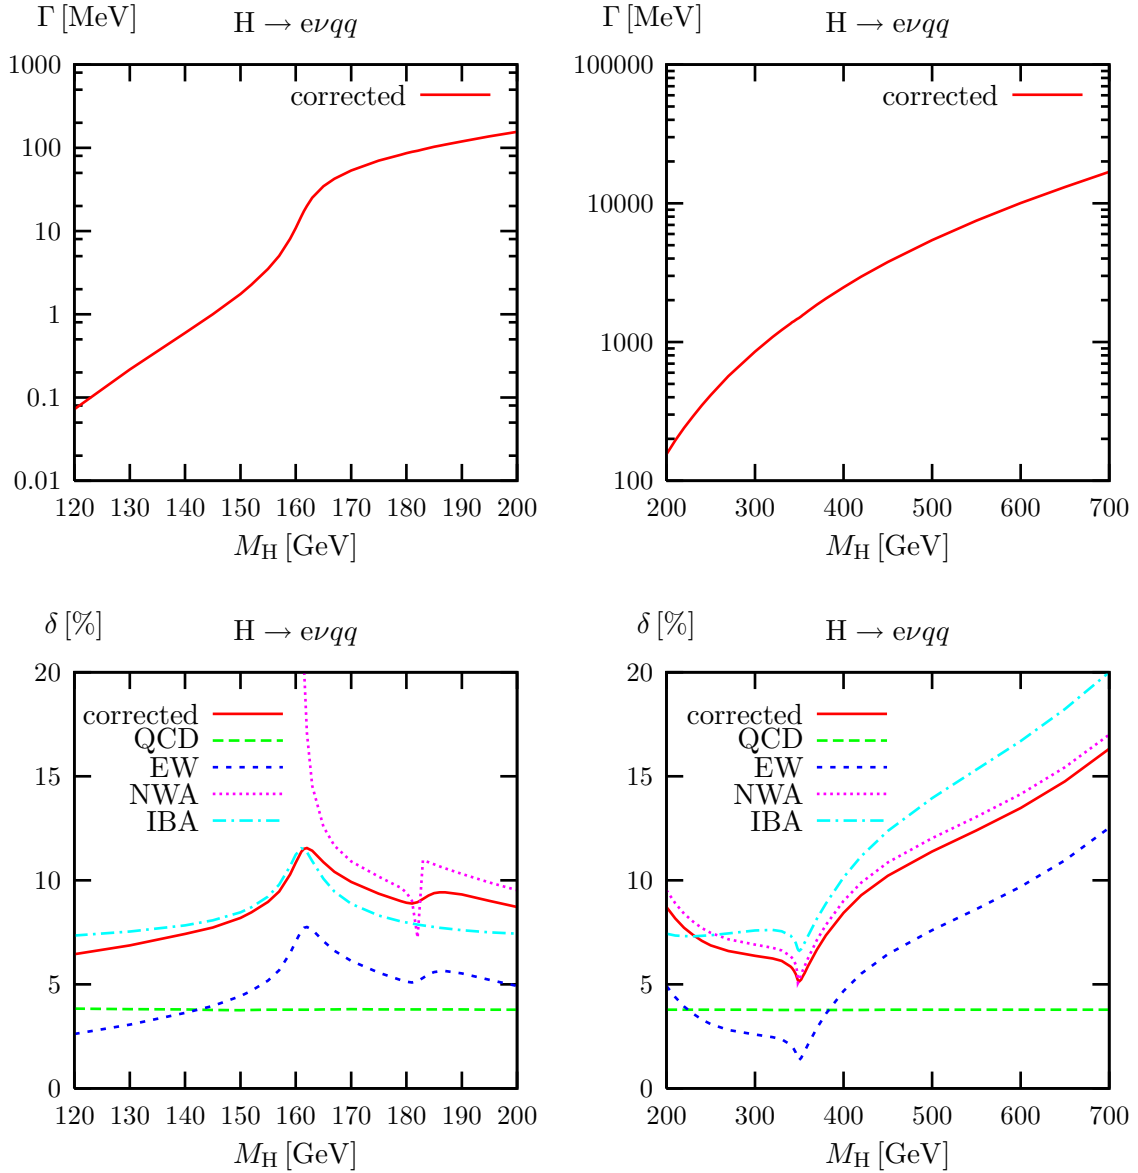 Γ [MeV] H → eνqq
1000
100
10
1
0.1
0.01
corrected
120 130 140 150 160 170 180 190 200
M_H [GeV]
Γ [MeV] H → eνqq
100000
10000
1000
100
corrected
200 300 400 500 600 700
M_H [GeV]
δ [%] H → eνqq
20
15
10
5
0
corrected
QCD
EW
NWA
IBA
120 130 140 150 160 170 180 190 200
M_H [GeV]
δ [%] H → eνqq
20
15
10
5
0
corrected
QCD
EW
NWA
IBA
200 300 400 500 600 700
M_H [GeV]